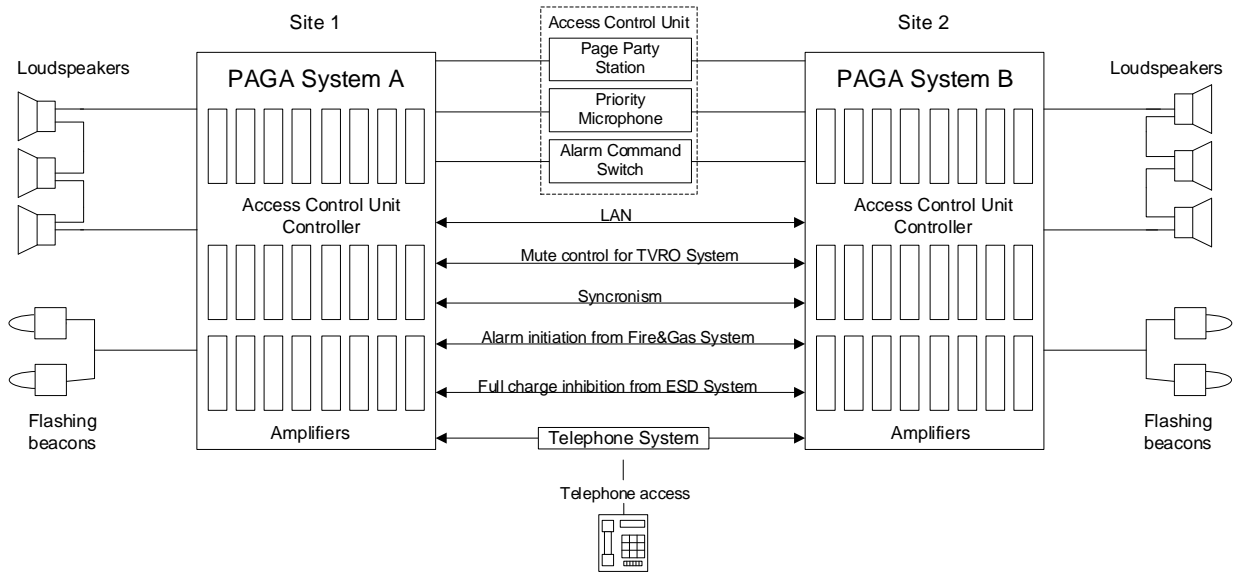 Site 1
Access Control Unit
Site 2
Loudspeakers
PAGA System A
Page Party
Station
Priority
Microphone
Alarm Command
Switch
PAGA System B
Loudspeakers
Access Control Unit
Controller
LAN
Mute control for TVRO System
Syncronism
Alarm initiation from Fire&Gas System
Full charge inhibition from ESD System
Access Control Unit
Controller
Flashing
beacons
Amplifiers
Telephone System
Amplifiers
Flashing
beacons
Telephone access